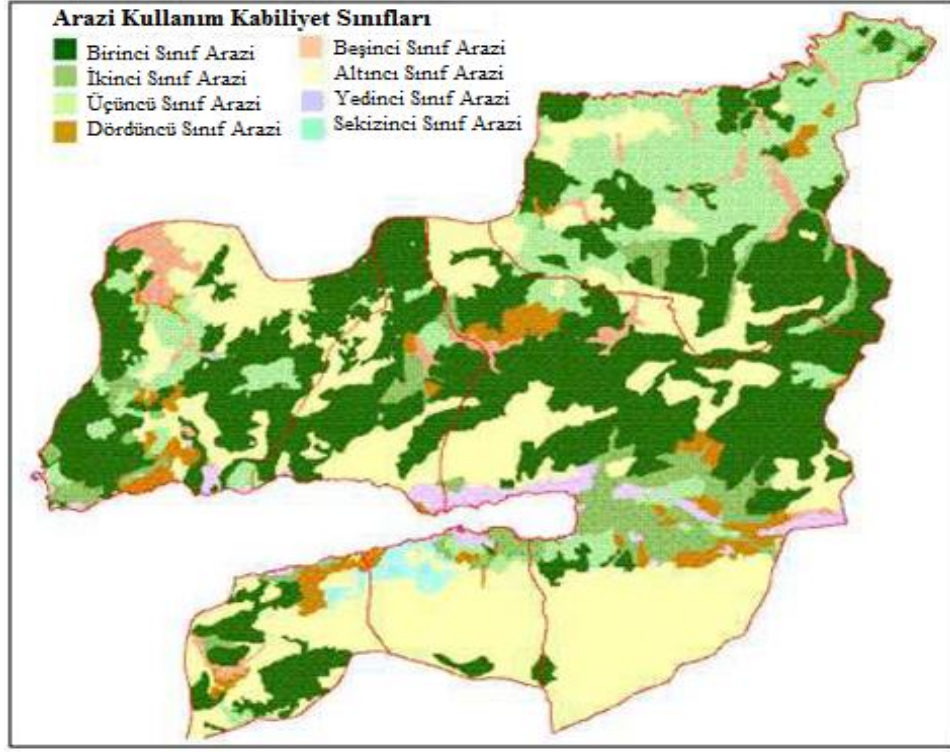 Arazi Kullanım Kabiliyet Sınıfları
Birinci Sınıf Arazi
İkinci Sınıf Arazi
Üçüncü Sınıf Arazi
Dördüncü Sınıf Arazi
Beşinci Sınıf Arazi
Altıncı Sınıf Arazi
Yedinci Sınıf Arazi
Sekizinci Sınıf Arazi